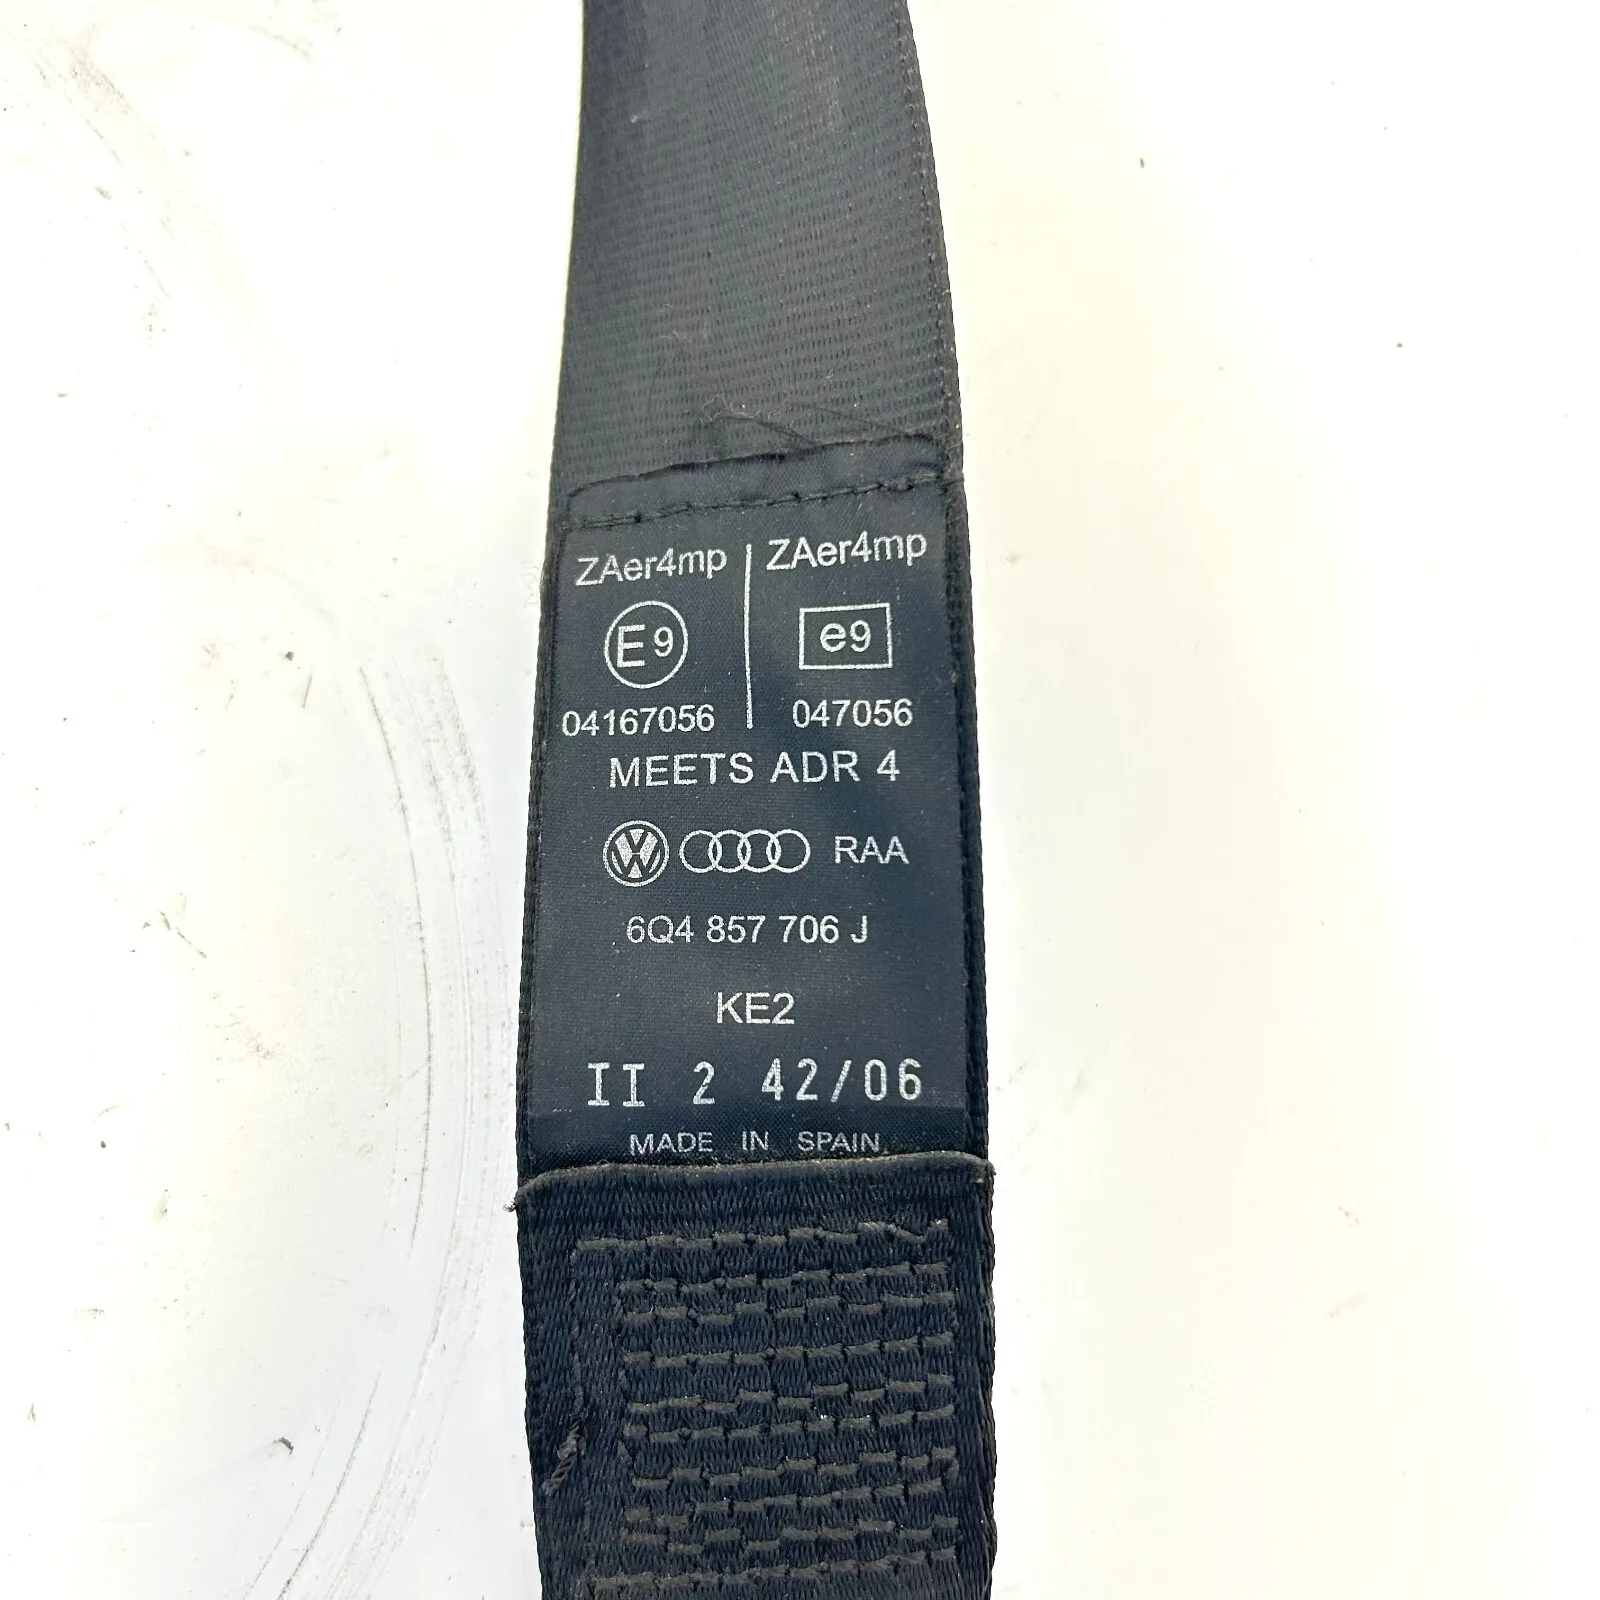 ZAer4mp ZAer4mp
E9 e9
04167056 047056
MEETS ADR 4
VW RAA
6Q4 857 706 J
KE2
II 2 42/06
MADE IN SPAIN